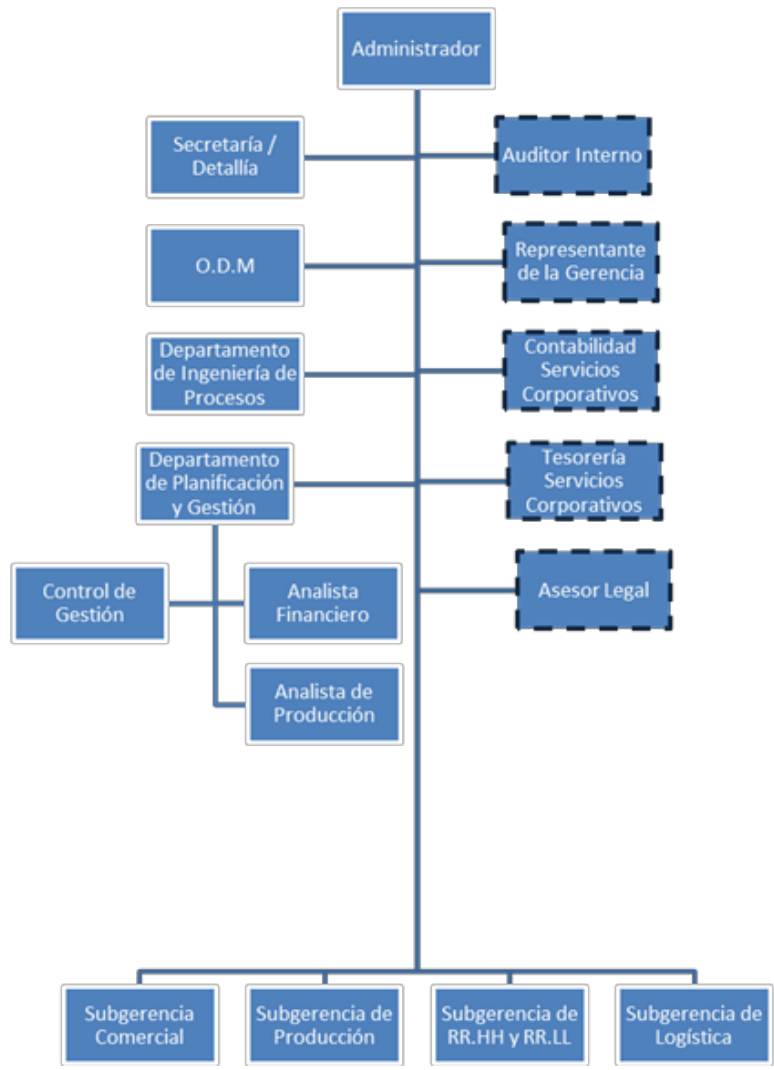 Administrador
Secretaría /
Detallía
Auditor Interno
O.D.M
Representante
de la Gerencia
Departamento
de Ingeniería de
Procesos
Contabilidad
Servicios
Corporativos
Departamento
de Planificación
y Gestión
Tesorería
Servicios
Corporativos
Control de
Gestión
Analista
Financiero
Asesor Legal
Analista de
Producción
Subgerencia
Comercial
Subgerencia de
Producción
Subgerencia de
RR.HH y RR.LL
Subgerencia de
Logística